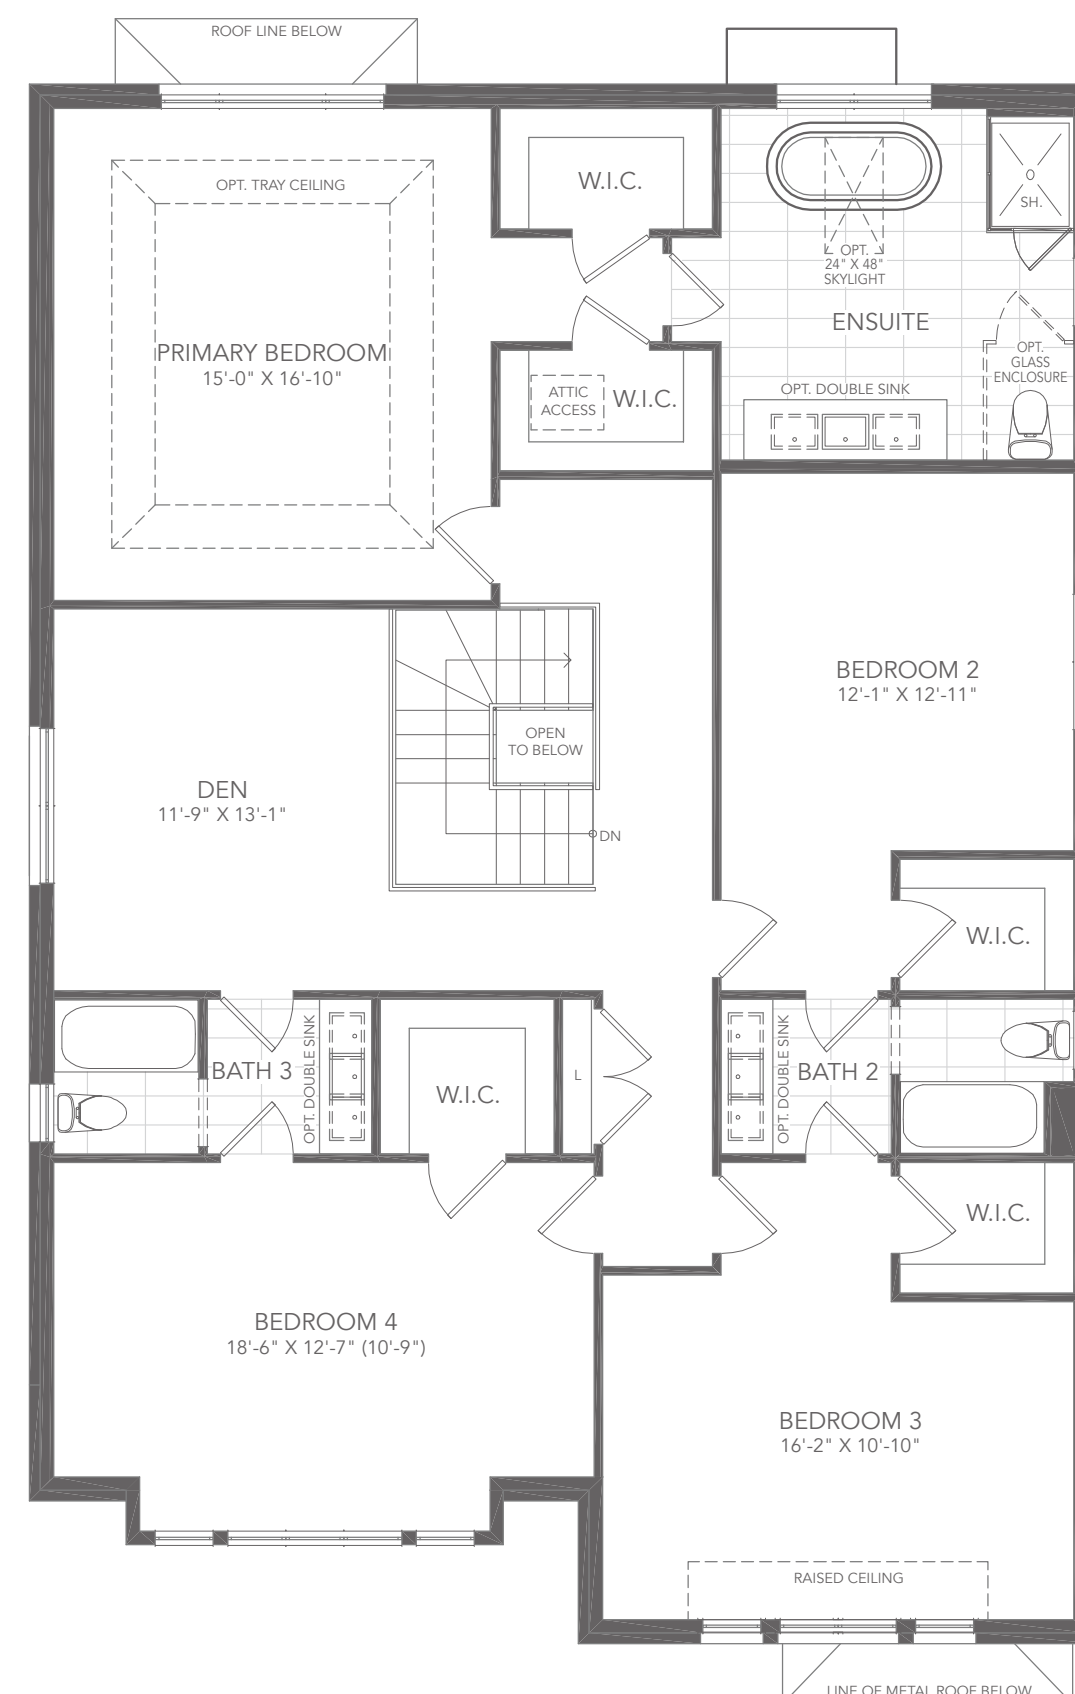 ROOF LINE BELOW
OPT. TRAY CEILING
W.I.C.
SH.
OPT.
24" X 48"
SKYLIGHT
ENSUITE
PRIMARY BEDROOM
15'-0" X 16'-10"
OPT.
GLASS
ENCLOSURE
ATTIC
ACCESS
W.I.C.
OPT. DOUBLE SINK
BEDROOM 2
12'-1" X 12'-11"
OPEN
TO BELOW
DEN
11'-9" X 13'-1"
DN
W.I.C.
BATH 3
OPT. DOUBLE SINK
W.I.C.
L
OPT. DOUBLE SINK
BATH 2
W.I.C.
BEDROOM 4
18'-6" X 12'-7" (10'-9")
BEDROOM 3
16'-2" X 10'-10"
RAISED CEILING
LINE OF METAL ROOF BELOW